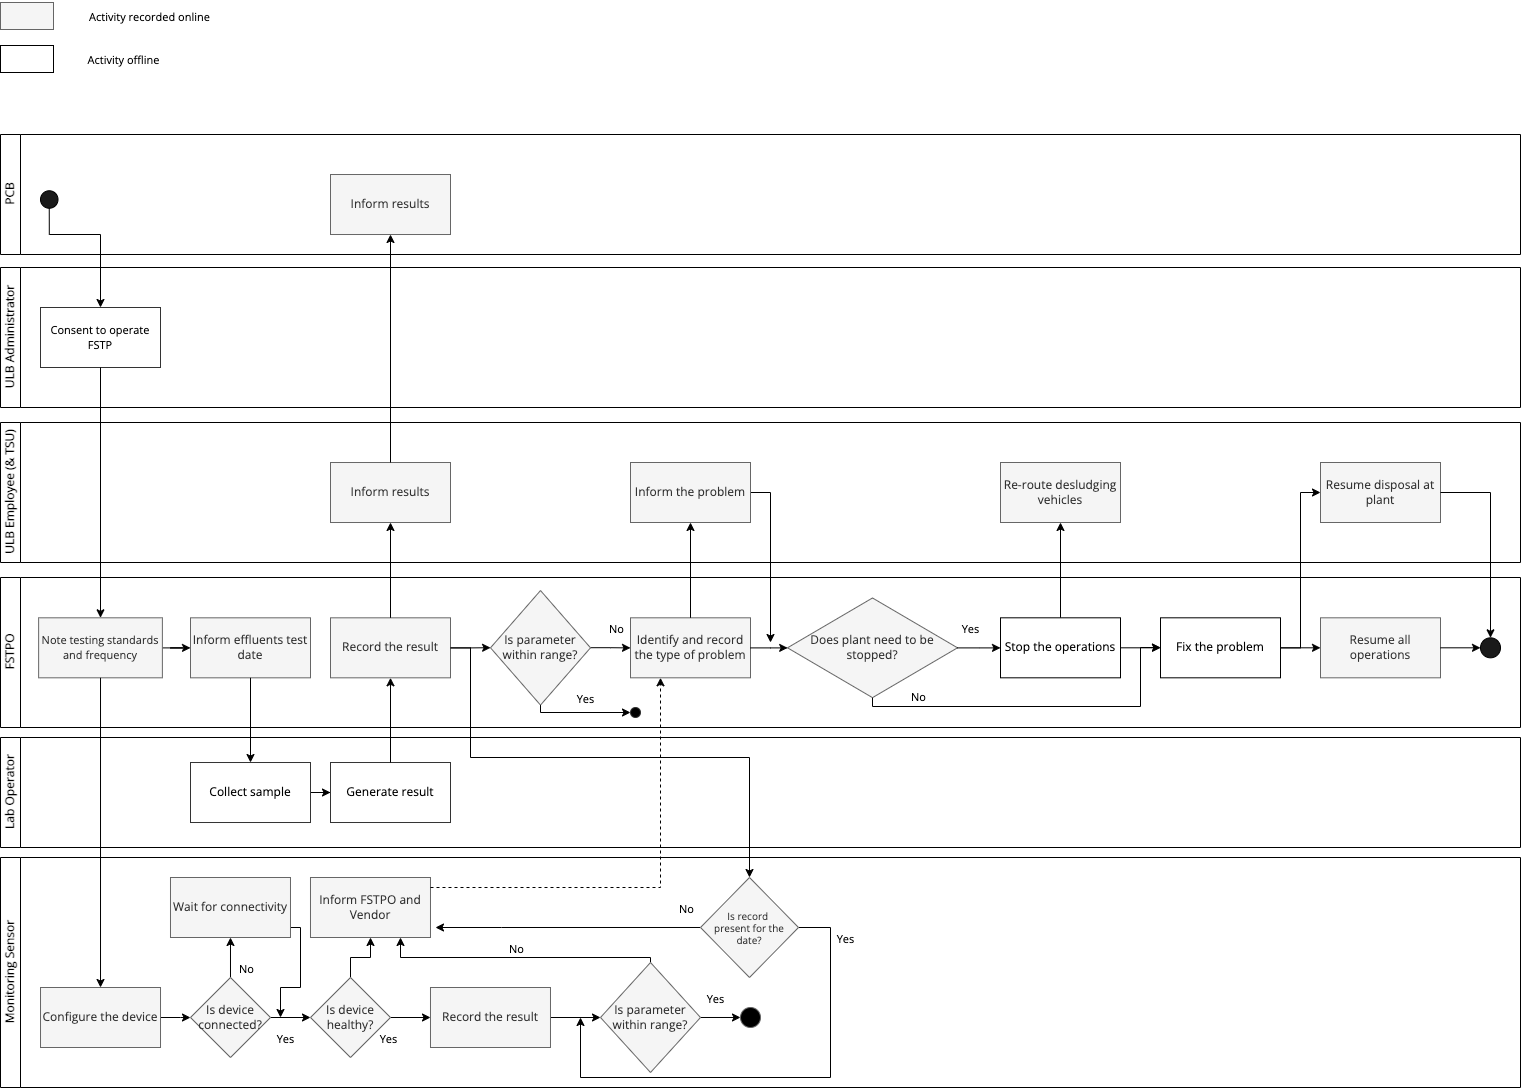 Activity recorded online
Activity offline
PCB
Inform results
ULB Administrator
Consent to operate
FSTP
ULB Employee (& TSU)
Inform results
Inform the problem
Re-route desludging
vehicles
Resume disposal at
plant
FSTPO
Note testing standards
and frequency
Inform effluents test
date
Record the result
Is parameter
within range?
No
Yes
Identify and record
the type of problem
Does plant need to be
stopped?
Yes
No
Stop the operations
Fix the problem
Resume all
operations
Lab Operator
Collect sample
Generate result
Monitoring Sensor
Wait for connectivity
Inform FSTPO and
Vendor
No
Is record
present for the
date?
Yes
No
No
Configure the device
Is device
connected?
Yes
Is device
healthy?
Yes
Record the result
Is parameter
within range?
Yes